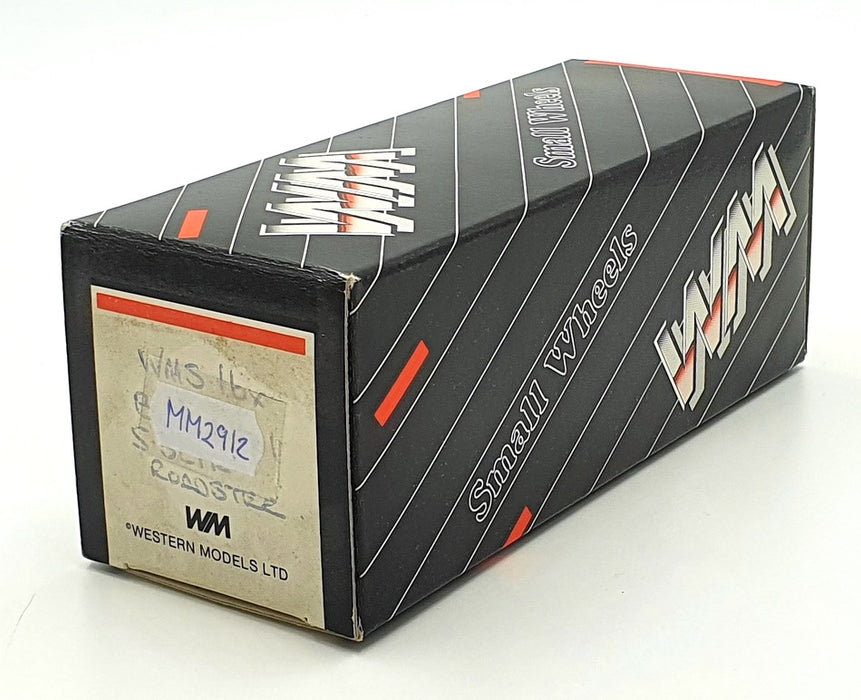 WM
Small Wheels
WM
Small Wheels
WMS 16x
MM2912
ROADSTER
WM
©WESTERN MODELS LTD